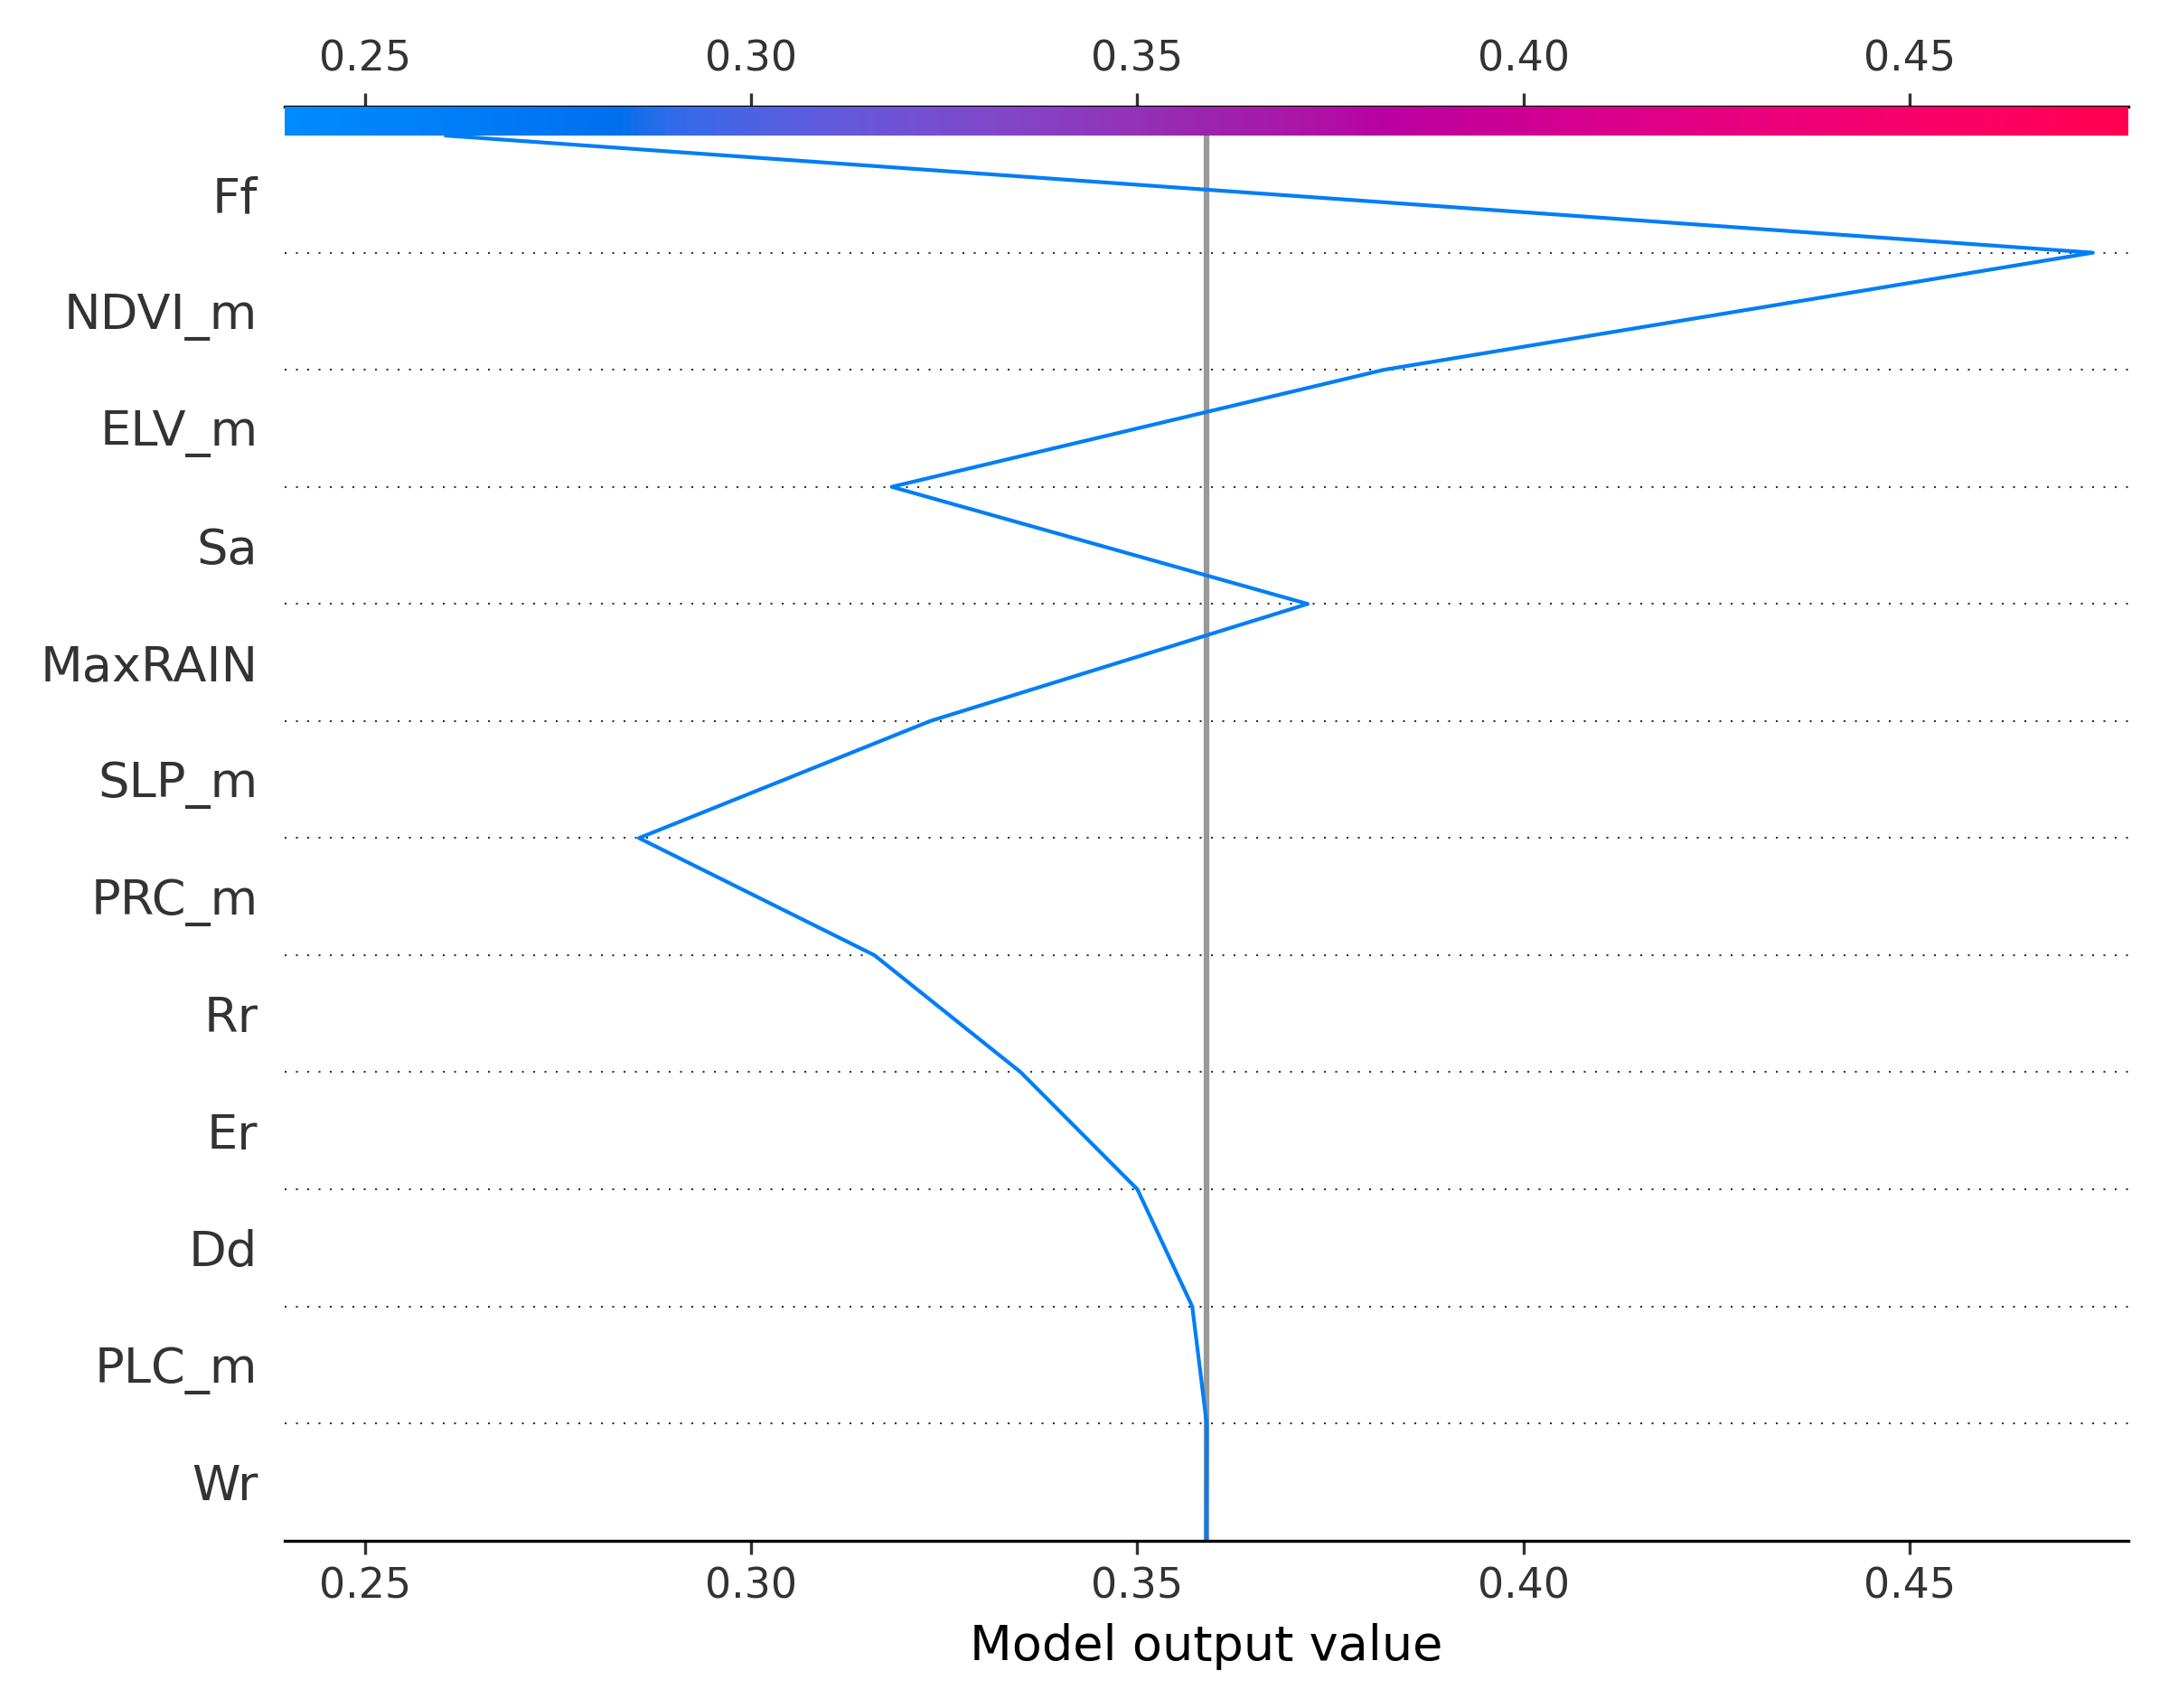 0.25 0.30 0.35 0.40 0.45
Ff
NDVI_m
ELV_m
Sa
MaxRAIN
SLP_m
PRC_m
Rr
Er
Dd
PLC_m
Wr
0.25 0.30 0.35 0.40 0.45
Model output value